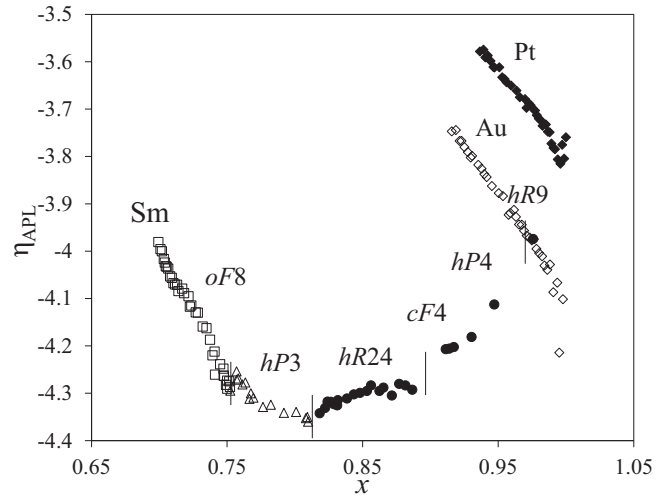 -3.5
Pt
-3.6
-3.7
Au
-3.8
hR9
-3.9
Sm
-4
oF8
hP4
-4.1
cF4
-4.2
hP3
hR24
-4.3
-4.4
0.65 0.75 0.85 0.95 1.05
x
η_APL